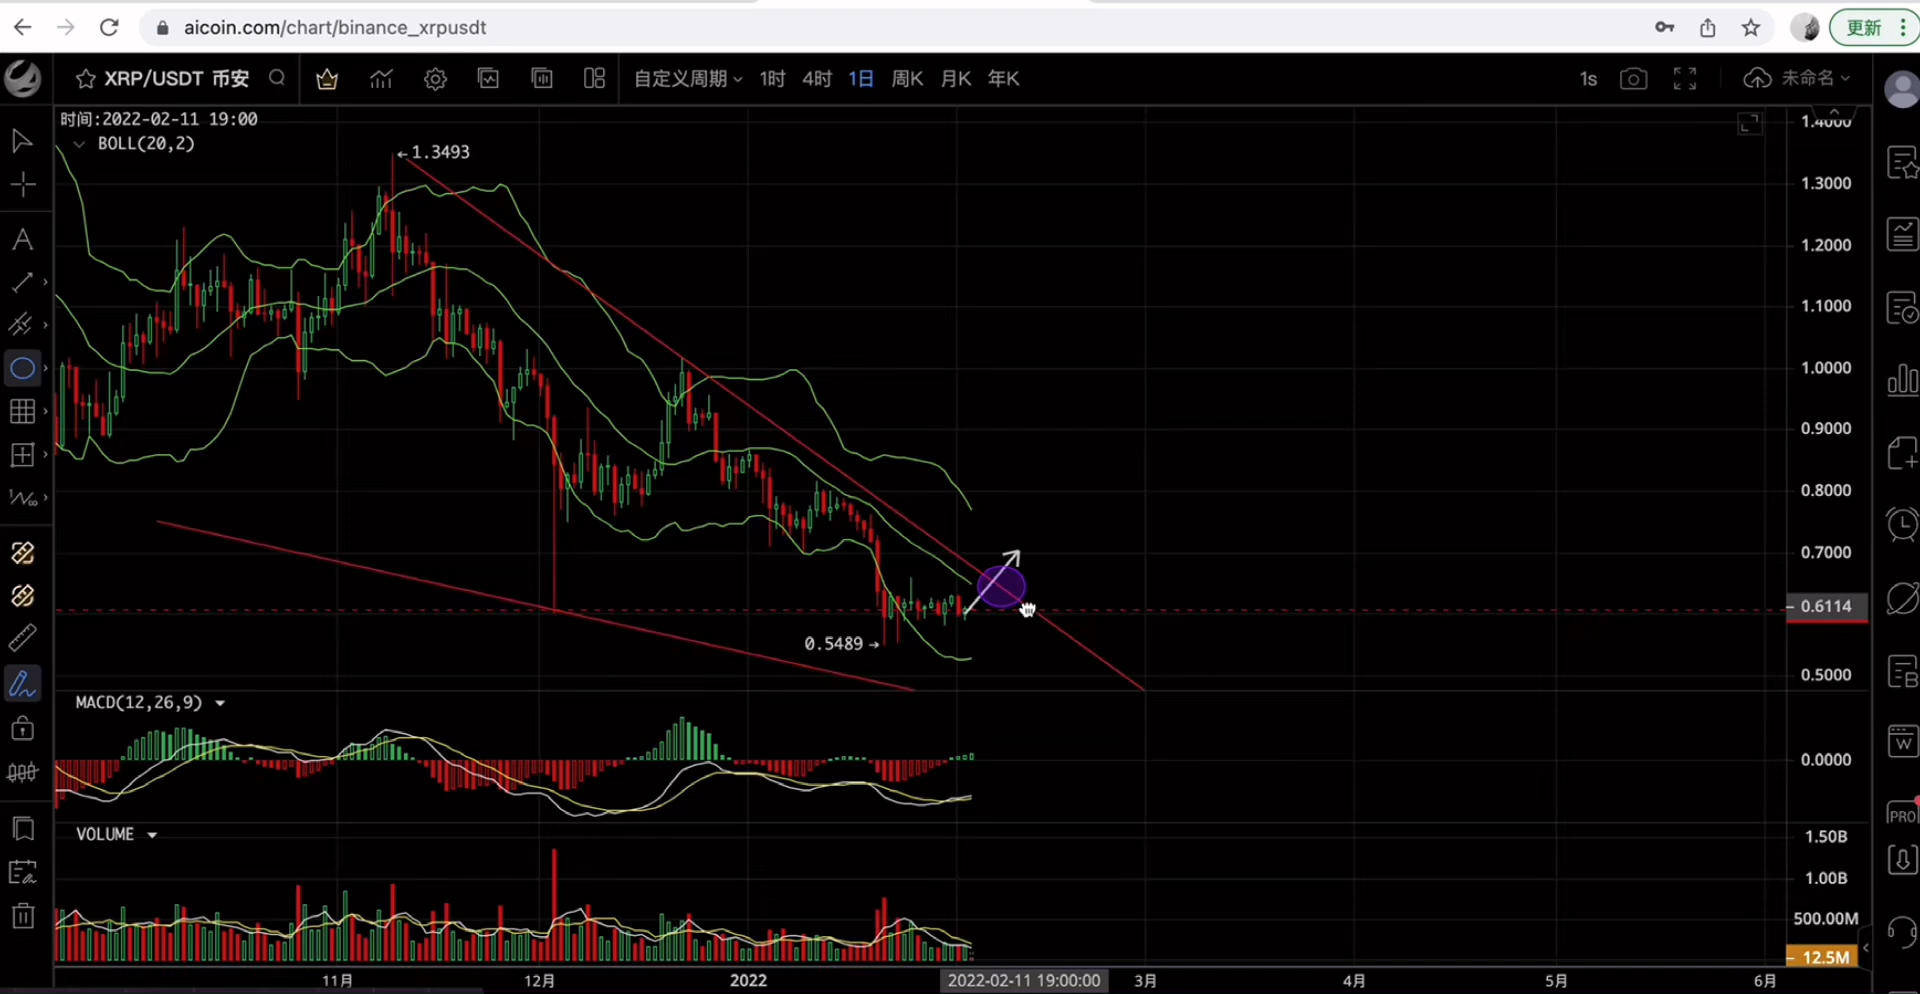 aicoin.com/chart/binance_xrpusdt
更新
XRP/USDT 币安
自定义周期 1时 4时 1日 周K 月K 年K
1s
未命名
时间:2022-02-11 19:00
BOLL(20,2)
←1.3493
0.5489→
1.4000
1.3000
1.2000
1.1000
1.0000
0.9000
0.8000
0.7000
0.6114
0.5000
MACD(12,26,9)
0.0000
VOLUME
1.50B
1.00B
500.00M
12.5M
11月 12月 2022 2022-02-11 19:00:00 3月 4月 5月 6月
A
B
W
PRO